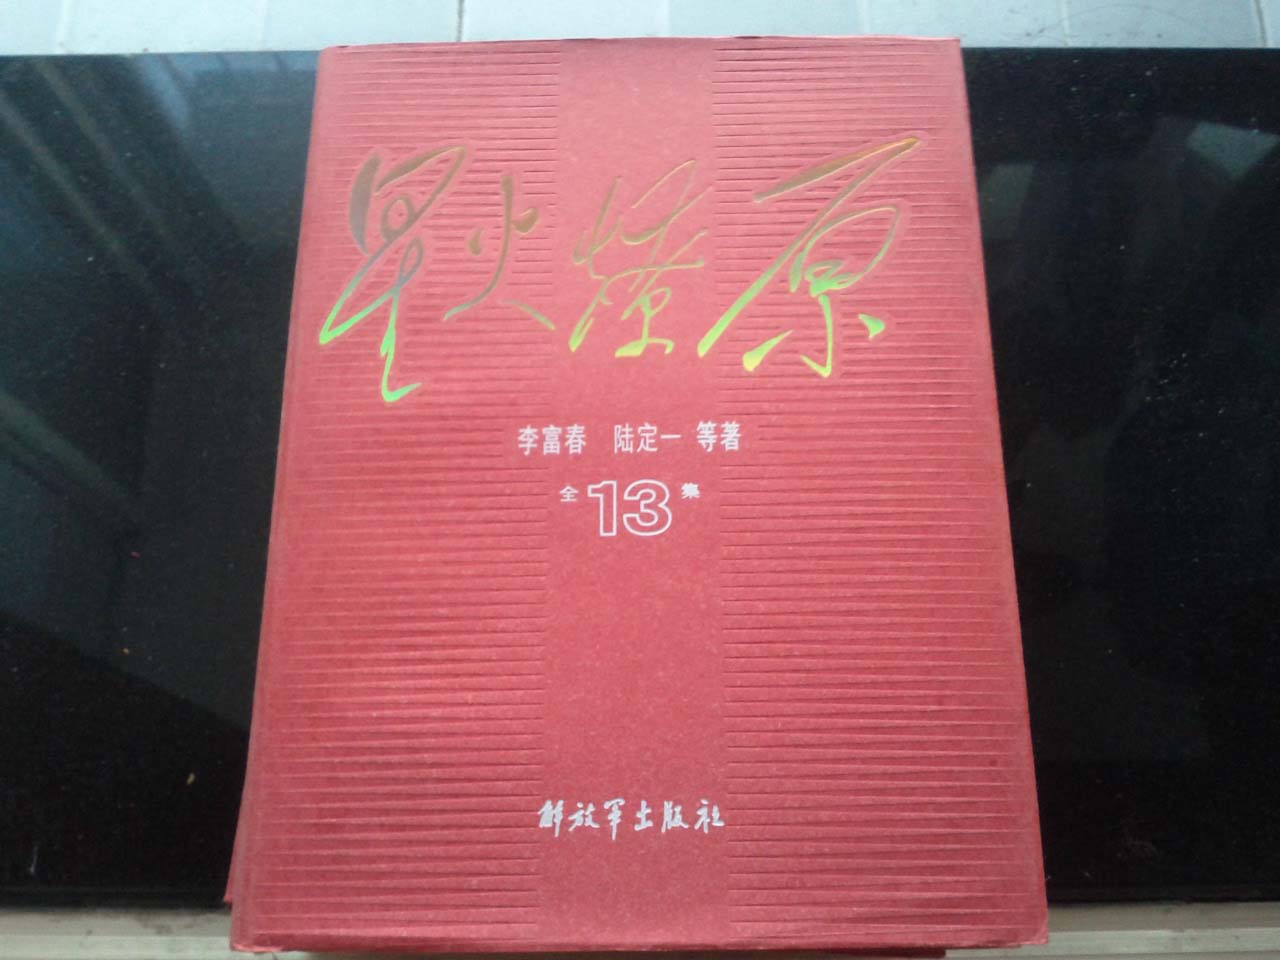 星火燎原
李富春 陆定一 等著
全13集
解放军出版社